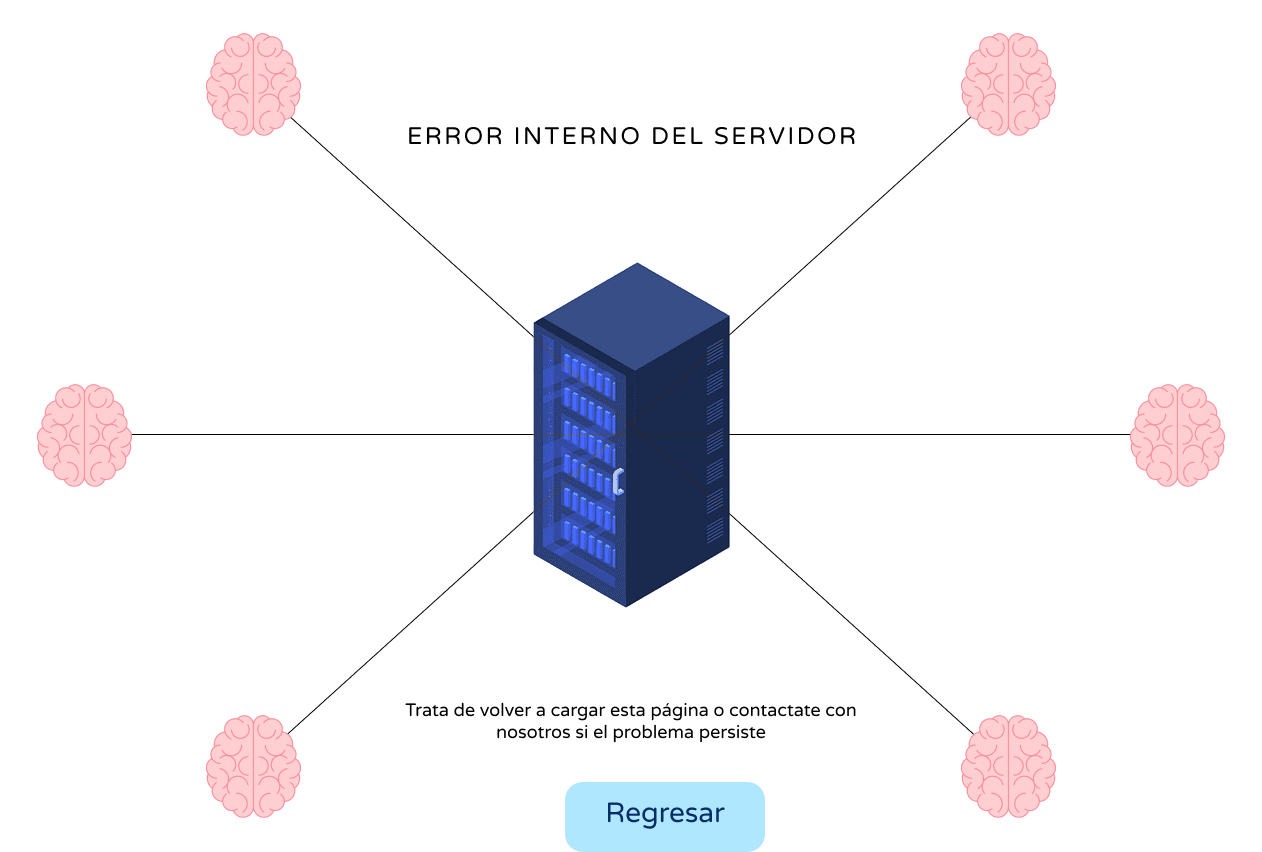 ERROR INTERNO DEL SERVIDOR
Trata de volver a cargar esta página o contactate con
nosotros si el problema persiste
Regresar